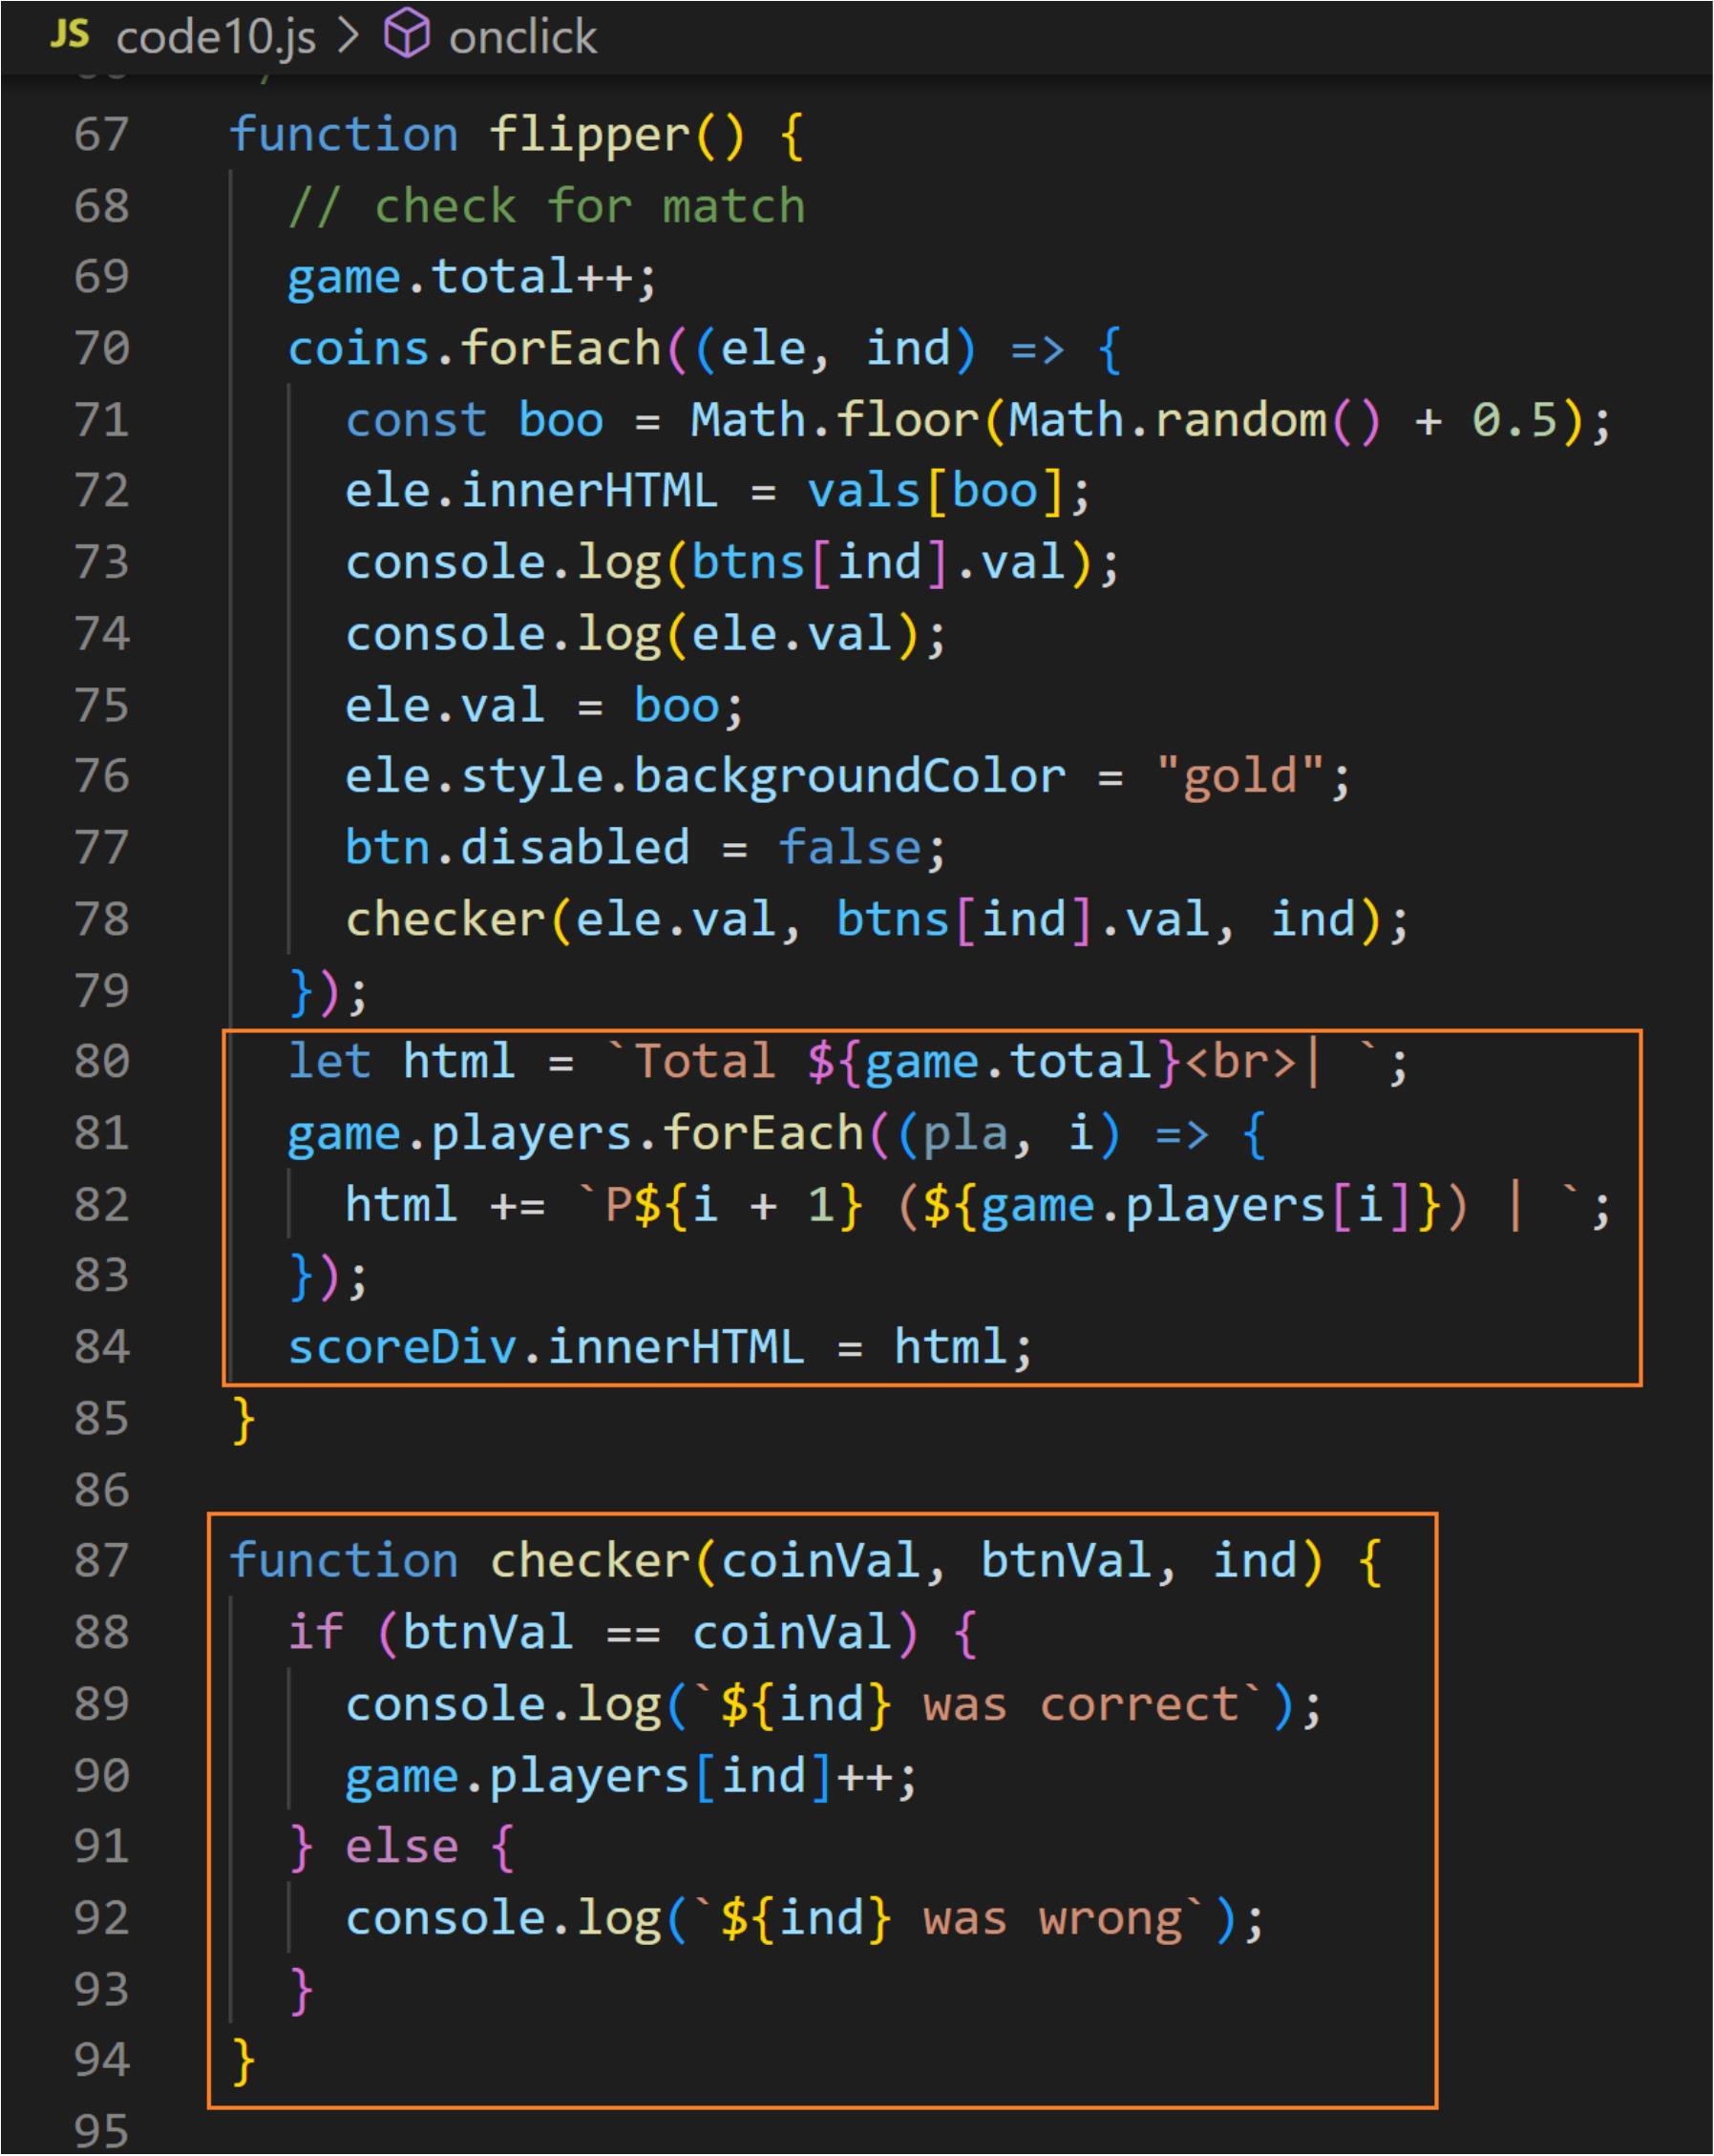 JS code10.js > onclick
67 function flipper() {
68 // check for match
69 game.total++;
70 coins.forEach((ele, ind) => {
71 const boo = Math.floor(Math.random() + 0.5);
72 ele.innerHTML = vals[boo];
73 console.log(btns[ind].val);
74 console.log(ele.val);
75 ele.val = boo;
76 ele.style.backgroundColor = "gold";
77 btn.disabled = false;
78 checker(ele.val, btns[ind].val, ind);
79 });
80 let html = `Total ${game.total}<br>| `;
81 game.players.forEach((pla, i) => {
82 html += `P${i + 1} (${game.players[i]}) | `;
83 });
84 scoreDiv.innerHTML = html;
85 }
86
87 function checker(coinVal, btnVal, ind) {
88 if (btnVal == coinVal) {
89 console.log(`${ind} was correct`);
90 game.players[ind]++;
91 } else {
92 console.log(`${ind} was wrong`);
93 }
94 }
95